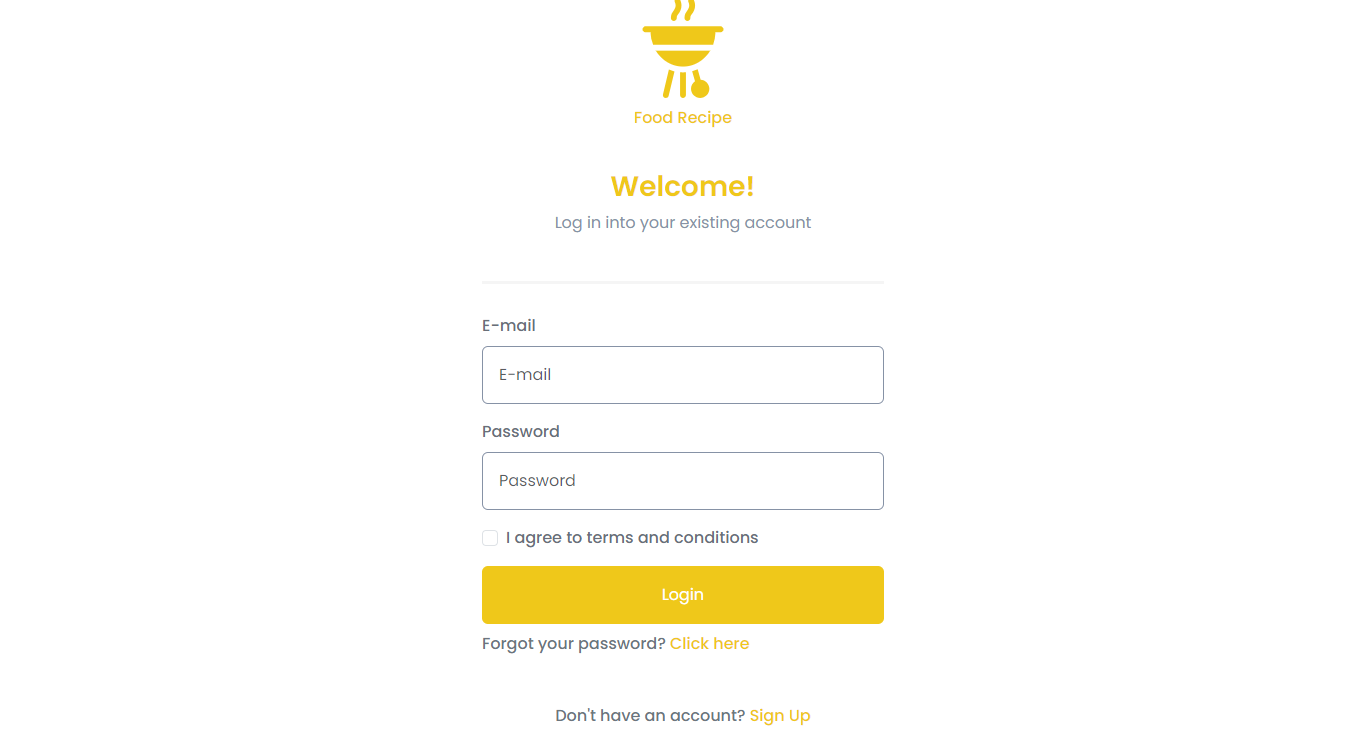 Food Recipe
Welcome!
Log in into your existing account
E-mail
E-mail
Password
Password
I agree to terms and conditions
Login
Forgot your password? Click here
Don't have an account? Sign Up